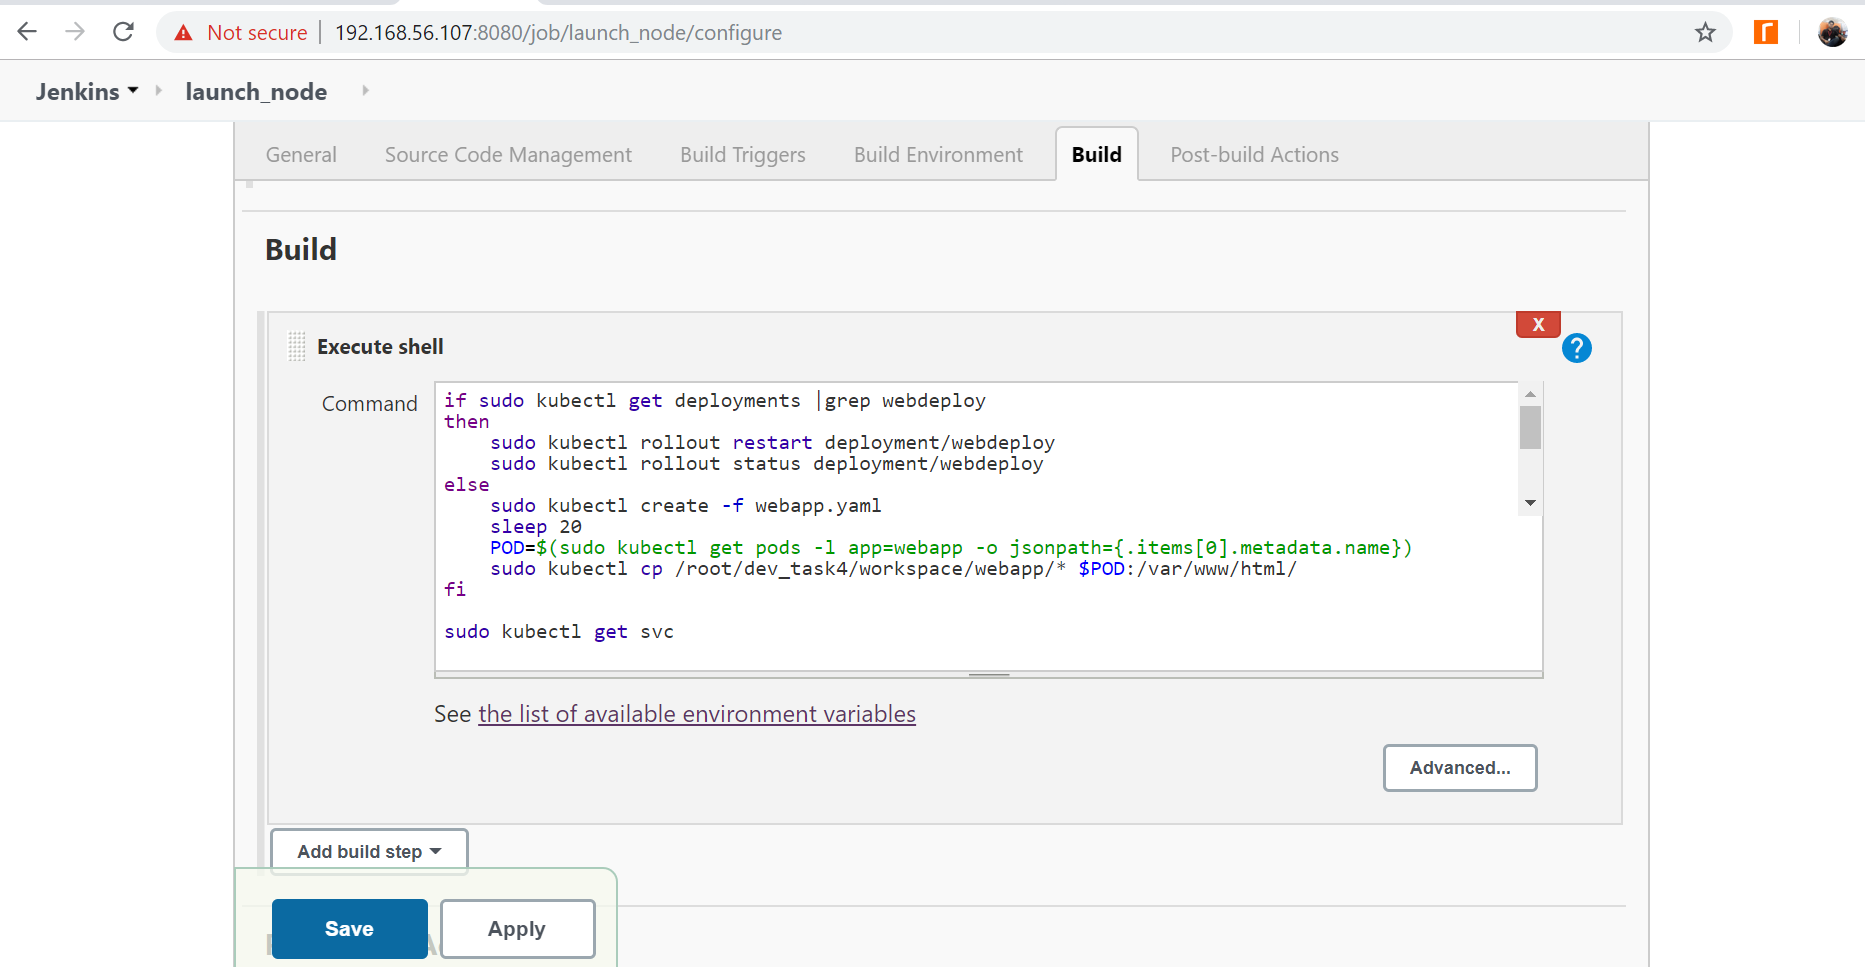 Not secure | 192.168.56.107:8080/job/launch_node/configure
Jenkins launch_node
General Source Code Management Build Triggers Build Environment Build Post-build Actions
Build
X
Execute shell
?
Command
if sudo kubectl get deployments |grep webdeploy
then
    sudo kubectl rollout restart deployment/webdeploy
    sudo kubectl rollout status deployment/webdeploy
else
    sudo kubectl create -f webapp.yaml
    sleep 20
    POD=$(sudo kubectl get pods -l app=webapp -o jsonpath={.items[0].metadata.name})
    sudo kubectl cp /root/dev_task4/workspace/webapp/* $POD:/var/www/html/
fi
sudo kubectl get svc
See the list of available environment variables
Advanced...
Add build step
Save Apply